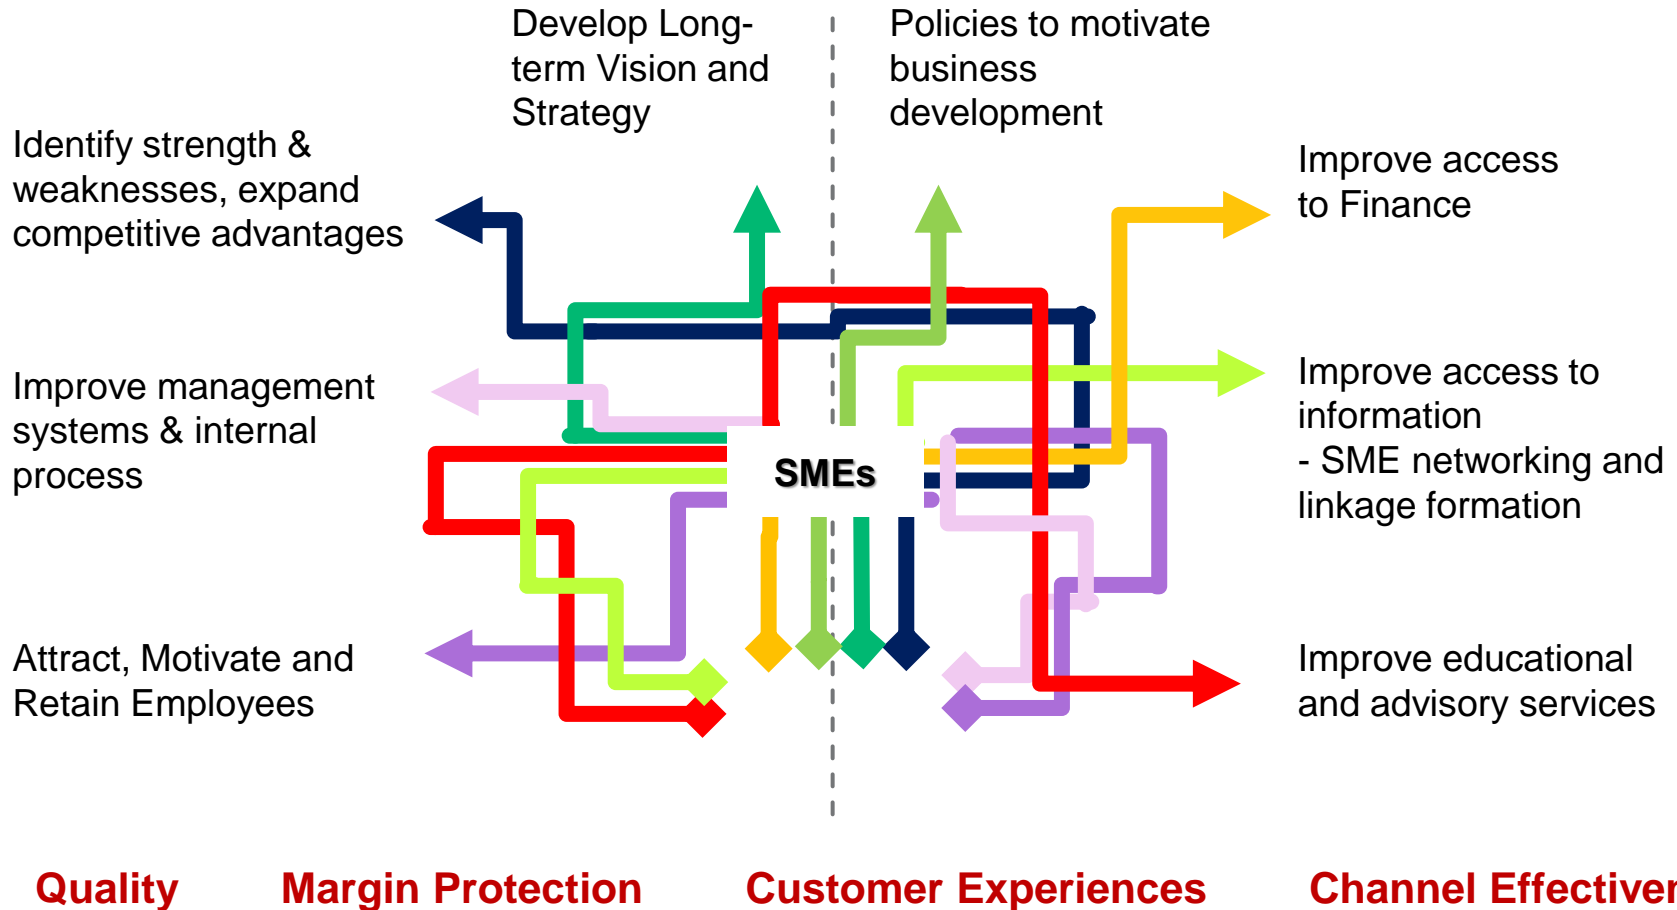 Develop Long-
term Vision and
Strategy
Policies to motivate
business
development
Identify strength &
weaknesses, expand
competitive advantages
Improve access
to Finance
Improve management
systems & internal
process
SMEs
Improve access to
information
- SME networking and
linkage formation
Attract, Motivate and
Retain Employees
Improve educational
and advisory services
Quality Margin Protection Customer Experiences Channel